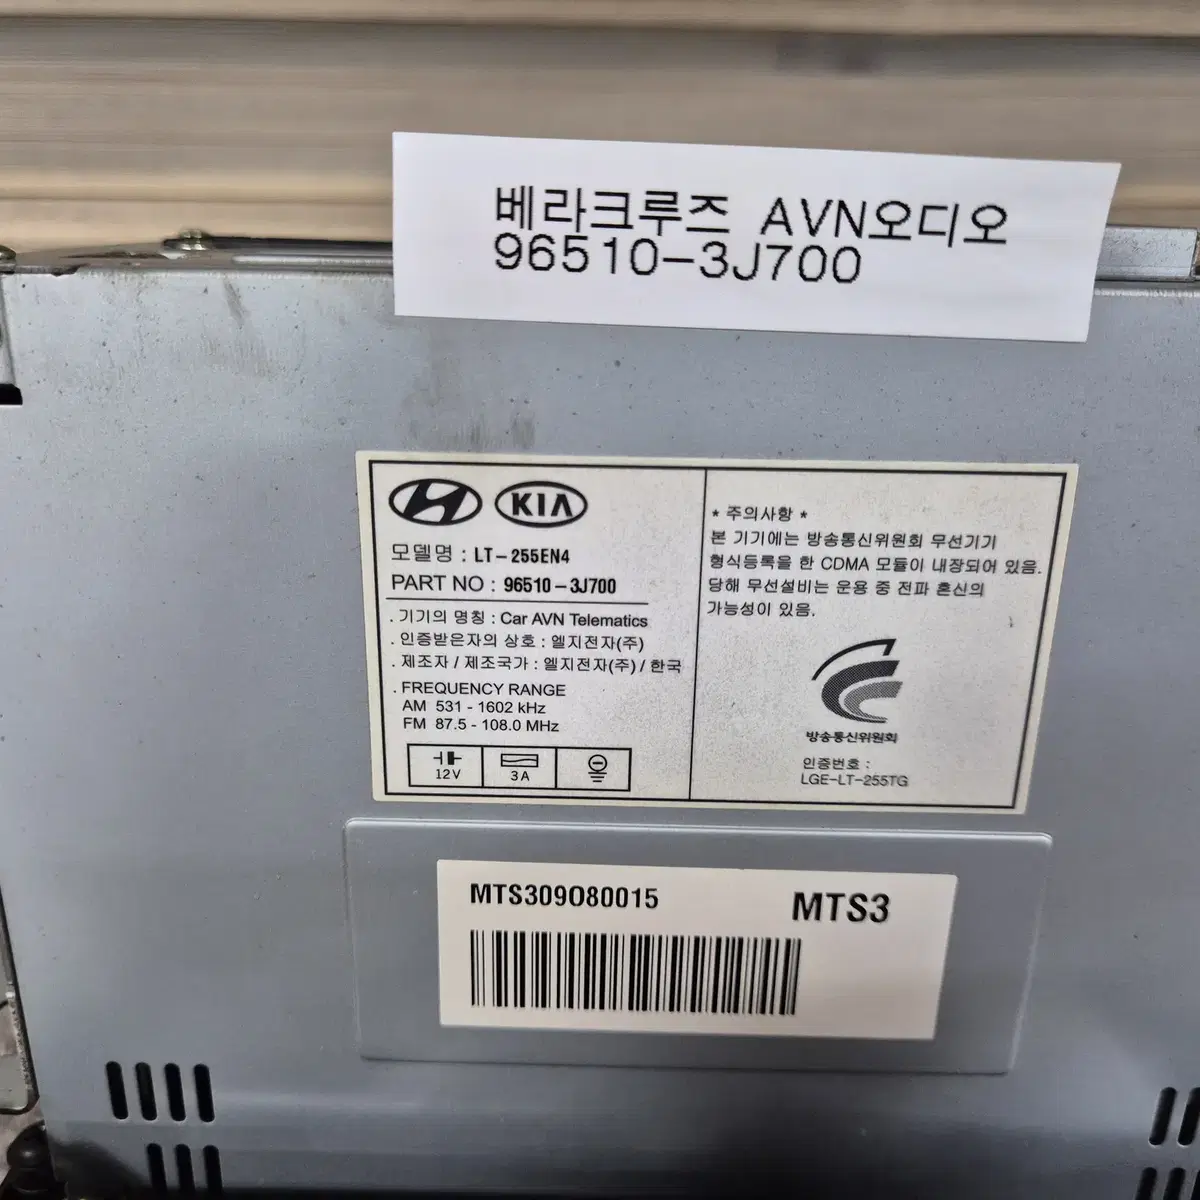 베라크루즈 AVN오디오
96510-3J700
KIA
모델명 : LT-255EN4
PART NO : 96510-3J700
. 기기의 명칭 : Car AVN Telematics
. 인증받은자의 상호 : 엘지전자(주)
. 제조자 / 제조국가 : 엘지전자(주) / 한국
. FREQUENCY RANGE
AM 531 - 1602 kHz
FM 87.5 - 108.0 MHz
12V
3A
* 주의사항 *
본 기기에는 방송통신위원회 무선기기
형식등록을 한 CDMA 모듈이 내장되어 있음.
당해 무선설비는 운용 중 전파 혼신의
가능성이 있음.
방송통신위원회
인증번호 :
LGE-LT-255TG
MTS309O80015
MTS3